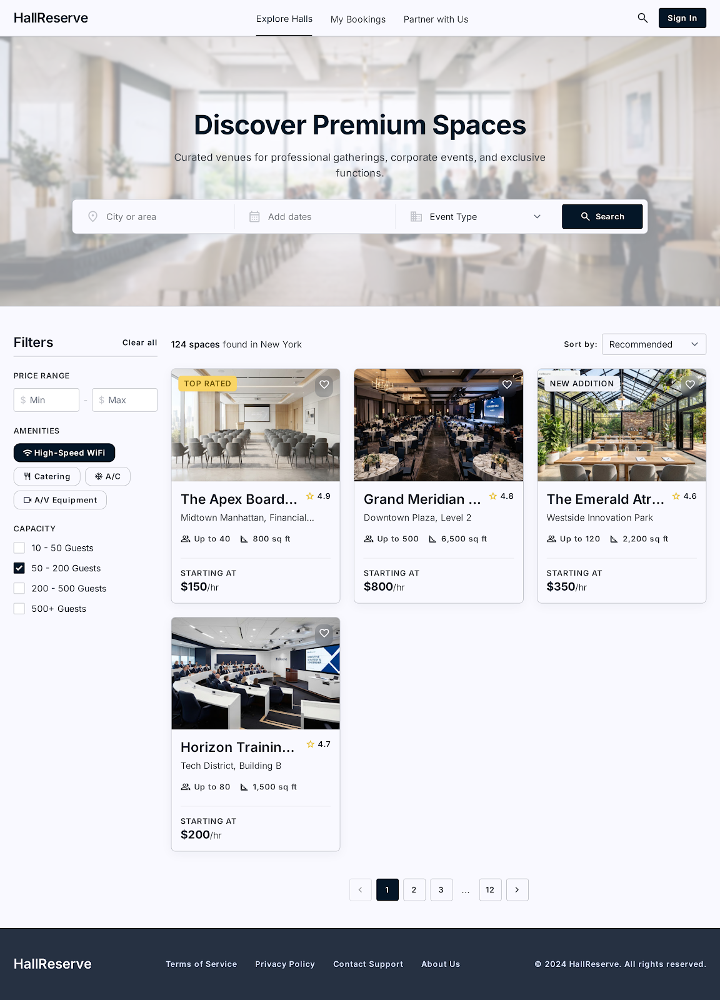 HallReserve
Explore Halls
My Bookings
Partner with Us
Sign In
Discover Premium Spaces
Curated venues for professional gatherings, corporate events, and exclusive
functions.
City or area
Add dates
Event Type
Search
Filters
Clear all
PRICE RANGE
$ Min - $ Max
AMENITIES
High-Speed WiFi
Catering
A/C
A/V Equipment
CAPACITY
10 - 50 Guests
50 - 200 Guests
200 - 500 Guests
500+ Guests
124 spaces found in New York
Sort by: Recommended
TOP RATED
The Apex Board... 4.9
Midtown Manhattan, Financial...
Up to 40 800 sq ft
STARTING AT
$150/hr
Grand Meridian ... 4.8
Downtown Plaza, Level 2
Up to 500 6,500 sq ft
STARTING AT
$800/hr
NEW ADDITION
The Emerald Atr... 4.6
Westside Innovation Park
Up to 120 2,200 sq ft
STARTING AT
$350/hr
EXECUTIVE
STRATEGY &
LEADERSHIP
Horizon Trainin... 4.7
Tech District, Building B
Up to 80 1,500 sq ft
STARTING AT
$200/hr
1 2 3 ... 12
HallReserve
Terms of Service
Privacy Policy
Contact Support
About Us
© 2024 HallReserve. All rights reserved.